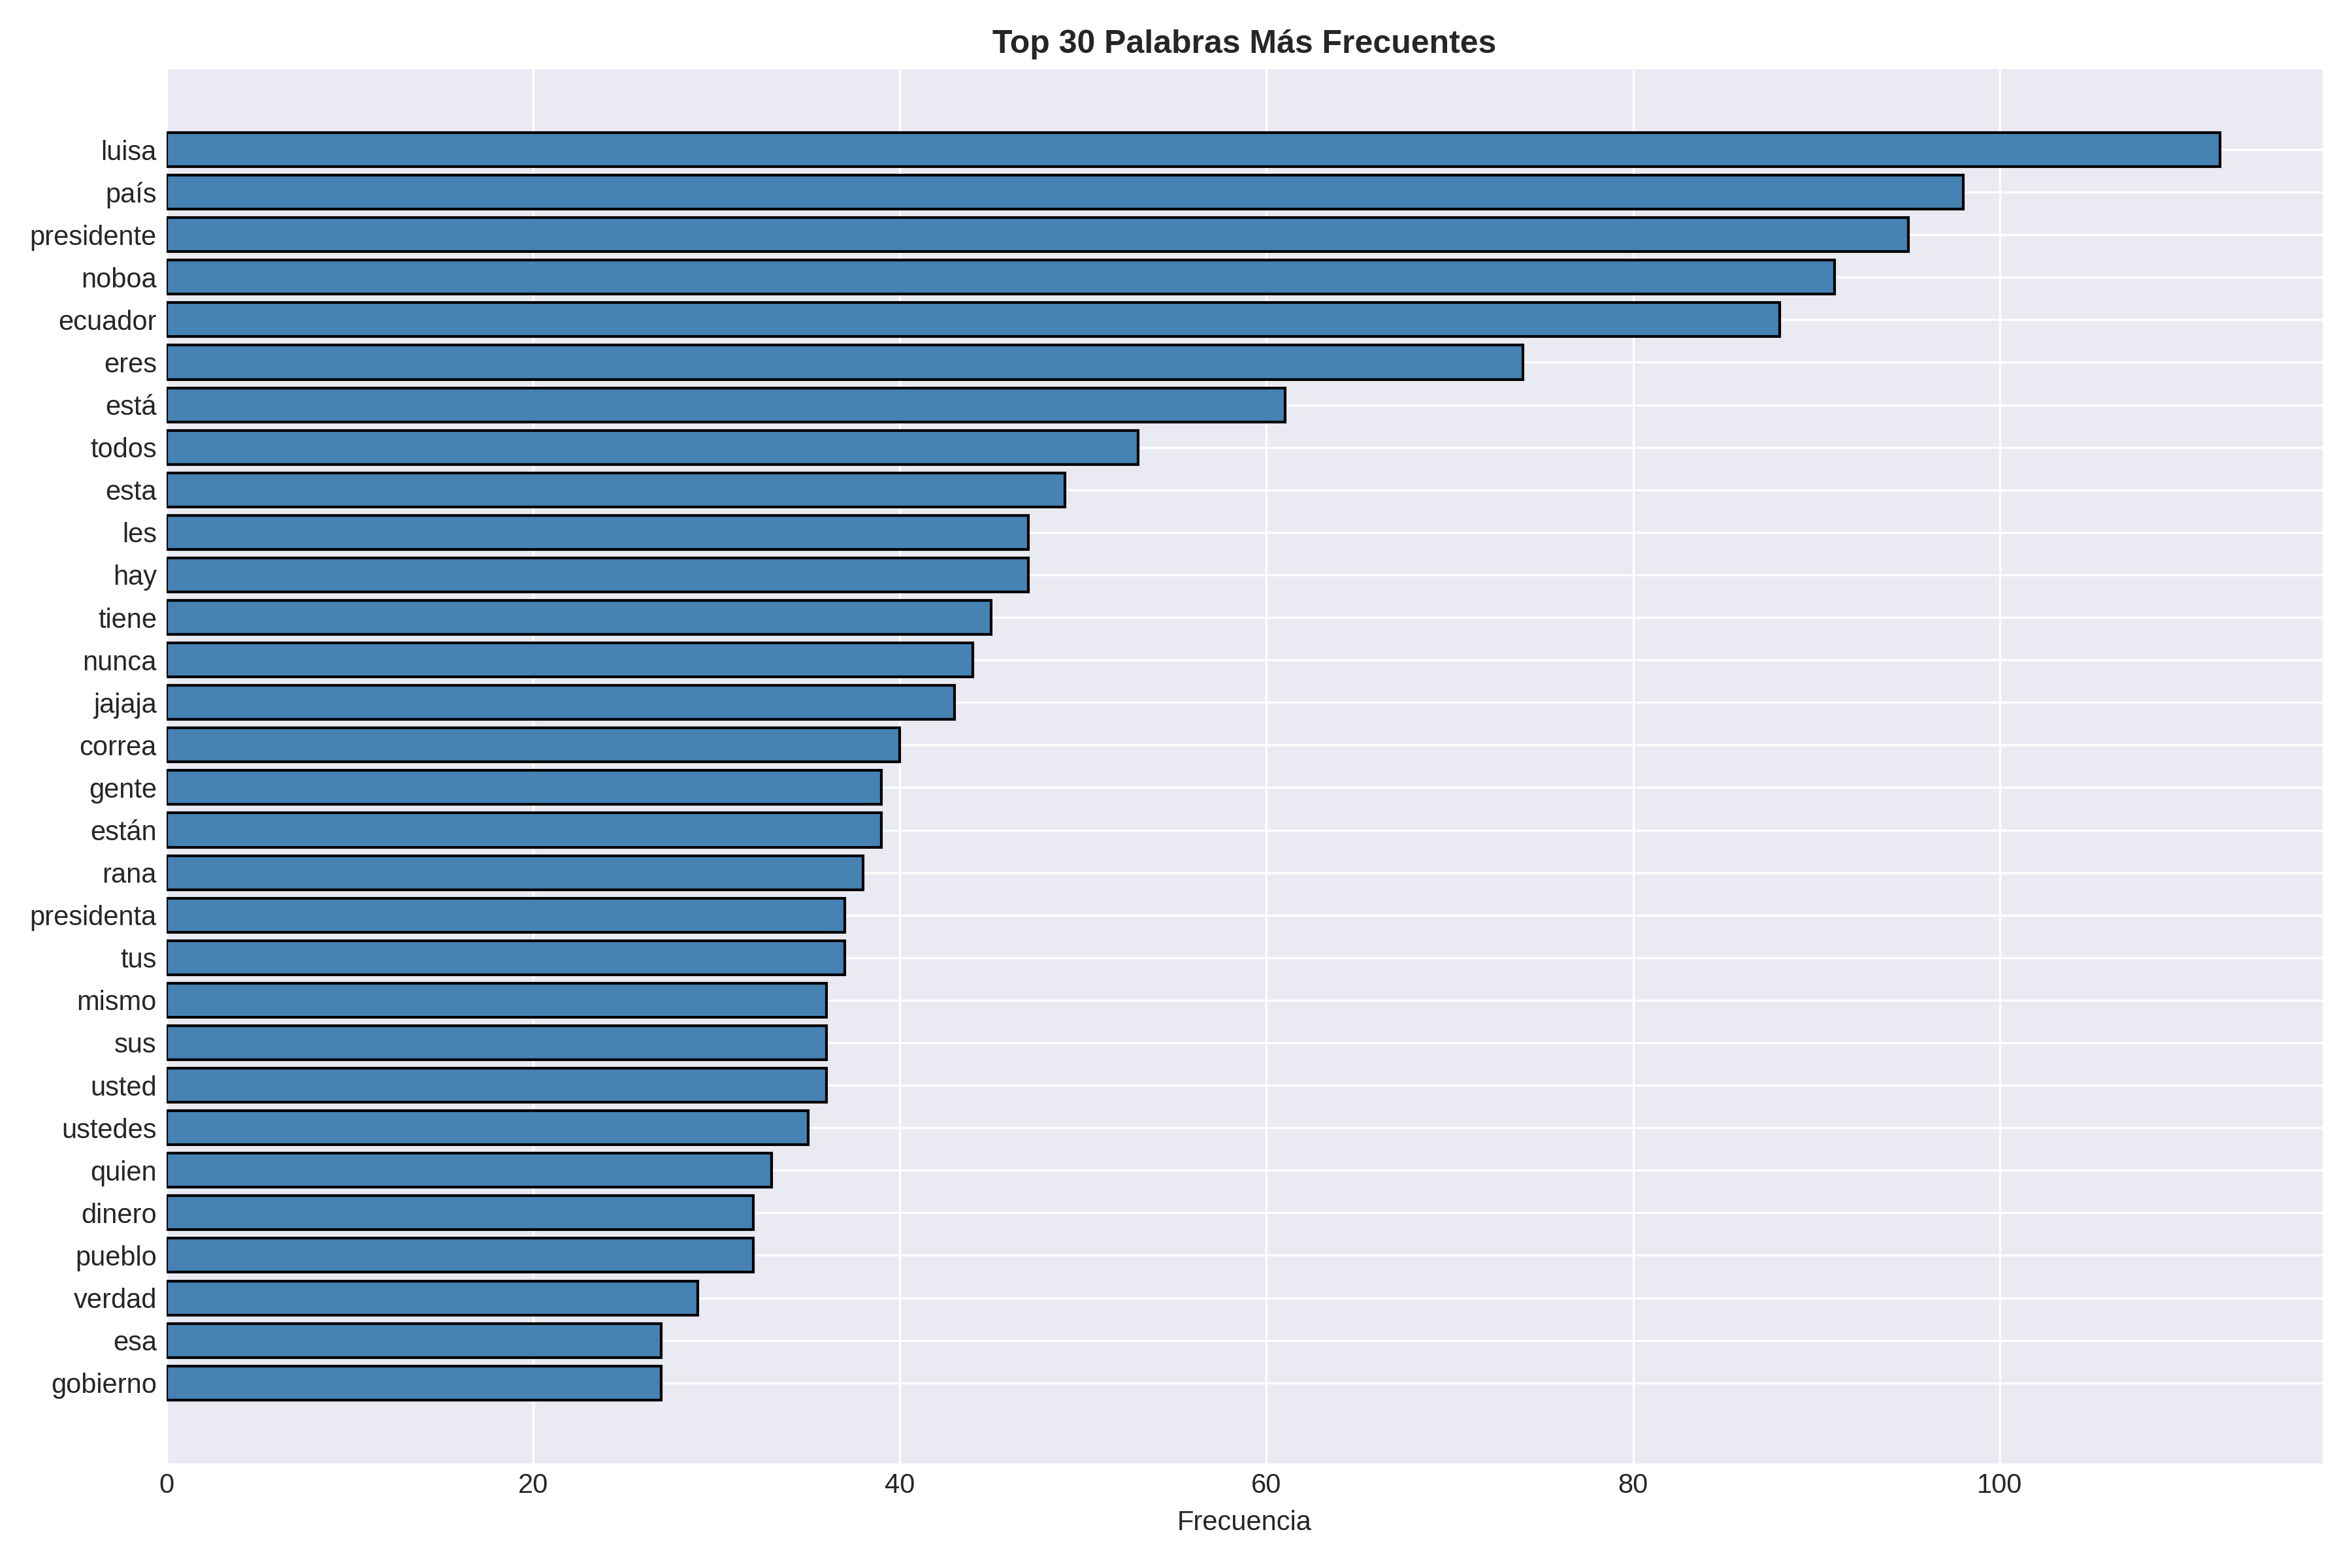 Top 30 Palabras Más Frecuentes
luisa
país
presidente
noboa
ecuador
eres
está
todos
esta
les
hay
tiene
nunca
jajaja
correa
gente
están
rana
presidenta
tus
mismo
sus
usted
ustedes
quien
dinero
pueblo
verdad
esa
gobierno
0 20 40 60 80 100
Frecuencia